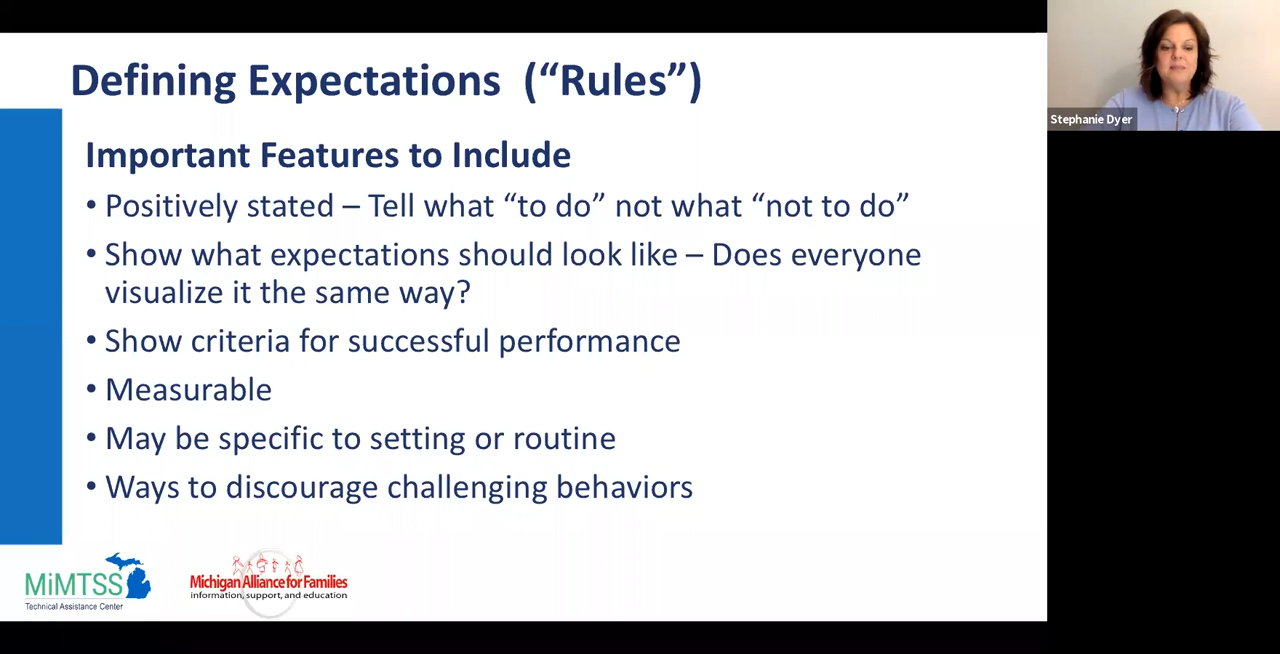 Defining Expectations (“Rules”)
Important Features to Include
• Positively stated – Tell what “to do” not what “not to do”
• Show what expectations should look like – Does everyone
visualize it the same way?
• Show criteria for successful performance
• Measurable
• May be specific to setting or routine
• Ways to discourage challenging behaviors
MiMTSS
Technical Assistance Center
Michigan Alliance for Families
information, support, and education
Stephanie Dyer